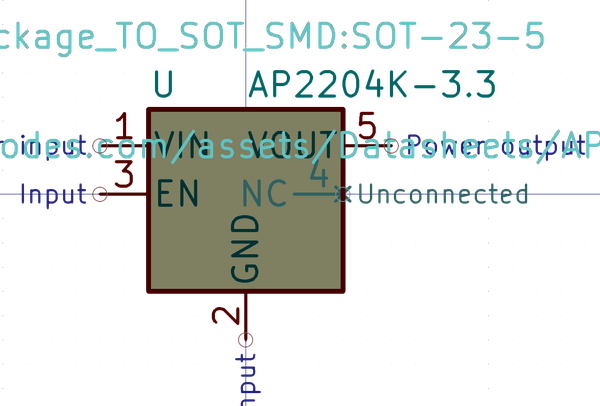 ckage_TO_SOT_SMD:SOT-23-5
U AP2204K-3.3
1 VIN VOUT 5 Power output
r input
odes.com/assets/Datasheets/AP
Input 3 EN NC 4 Unconnected
GND
2
nput